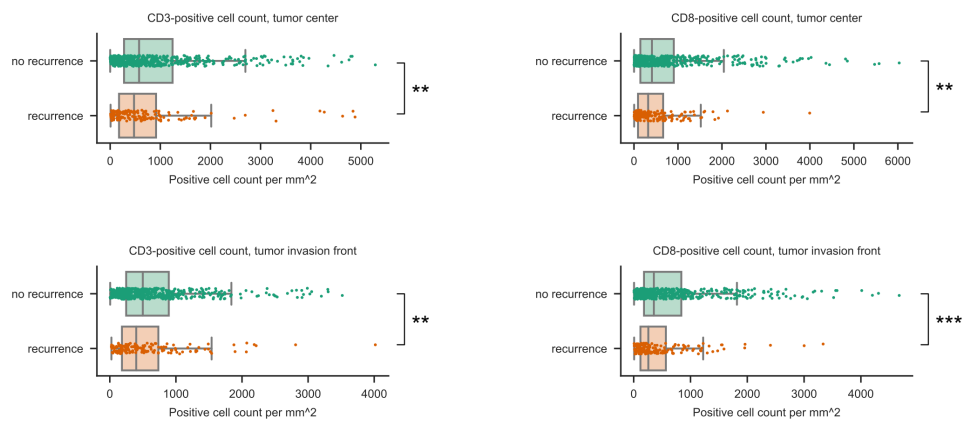 CD3-positive cell count, tumor center
no recurrence
recurrence
**
0 1000 2000 3000 4000 5000
Positive cell count per mm^2
CD8-positive cell count, tumor center
no recurrence
recurrence
**
0 1000 2000 3000 4000 5000 6000
Positive cell count per mm^2
CD3-positive cell count, tumor invasion front
no recurrence
recurrence
**
0 1000 2000 3000 4000
Positive cell count per mm^2
CD8-positive cell count, tumor invasion front
no recurrence
recurrence
***
0 1000 2000 3000 4000
Positive cell count per mm^2